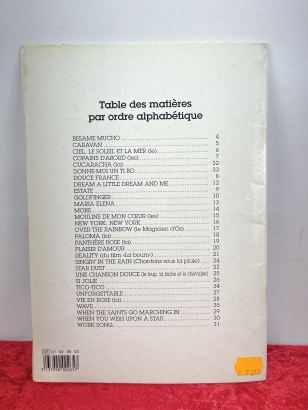 Table des matières
par ordre alphabétique
BESAME MUCHO 4
CARAVAN 5
CIEL, LE SOLEIL ET LA MER (le) 6
COPAINS D'ABORD (les) 7
CUCARACHA (la) 32
DONNE-MOI UN TI BO 33
DOUCE FRANCE 8
DREAM A LITTLE DREAM AND ME 12
ESTATE 9
GOLDFINGER 10
MARIA ELENA 13
MORE 14
MOULINS DE MON CŒUR (les) 15
NEW YORK, NEW YORK 16
OVER THE RAINBOW (le Magicien d'Oz) 17
PALOMA (la) 18
PANTHÈRE ROSE (la) 19
PLAISIR D'AMOUR 20
REALITY (du film «La boum») 21
SINGIN' IN THE RAIN (Chantons sous la pluie) 24
STAR DUST 22
UNE CHANSON DOUCE (le loup, la biche et le chevalier) 25
SI JOLIE 26
TICO-TICO 34
UNFORGETTABLE 27
VIE EN ROSE (la) 28
WAVE 35
WHEN THE SAINTS GO MARCHING IN 29
WHEN YOU WISH UPON A STAR 30
WORK SONG 31